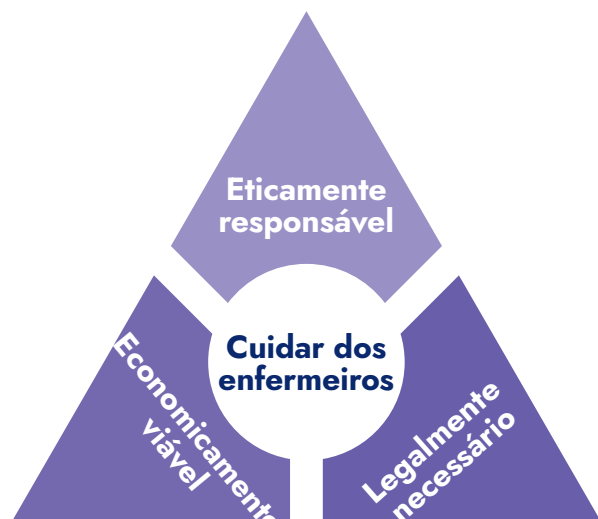 Eticamente
responsável
Cuidar dos
enfermeiros
Economicamente
viável
Legalmente
necessário